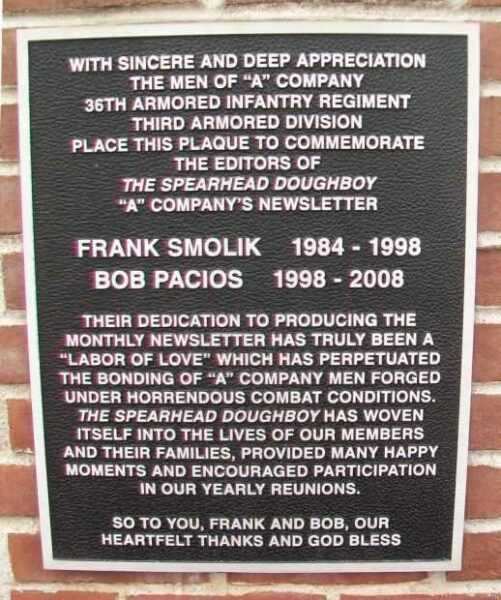 WITH SINCERE AND DEEP APPRECIATION
THE MEN OF "A" COMPANY
36TH ARMORED INFANTRY REGIMENT
THIRD ARMORED DIVISION
PLACE THIS PLAQUE TO COMMEMORATE
THE EDITORS OF
THE SPEARHEAD DOUGHBOY
"A" COMPANY'S NEWSLETTER
FRANK SMOLIK 1984 - 1998
BOB PACIOS 1998 - 2008
THEIR DEDICATION TO PRODUCING THE
MONTHLY NEWSLETTER HAS TRULY BEEN A
"LABOR OF LOVE" WHICH HAS PERPETUATED
THE BONDING OF "A" COMPANY MEN FORGED
UNDER HORRENDOUS COMBAT CONDITIONS.
THE SPEARHEAD DOUGHBOY HAS WOVEN
ITSELF INTO THE LIVES OF OUR MEMBERS
AND THEIR FAMILIES, PROVIDED MANY HAPPY
MOMENTS AND ENCOURAGED PARTICIPATION
IN OUR YEARLY REUNIONS.
SO TO YOU, FRANK AND BOB, OUR
HEARTFELT THANKS AND GOD BLESS